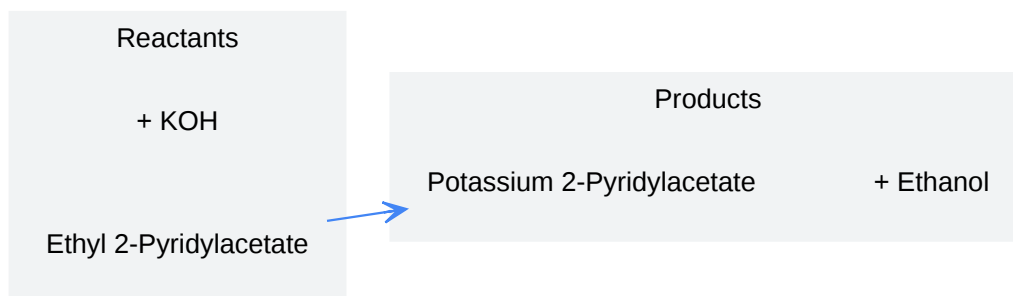 Reactants
+ KOH
Ethyl 2-Pyridylacetate
Products
Potassium 2-Pyridylacetate
+ Ethanol